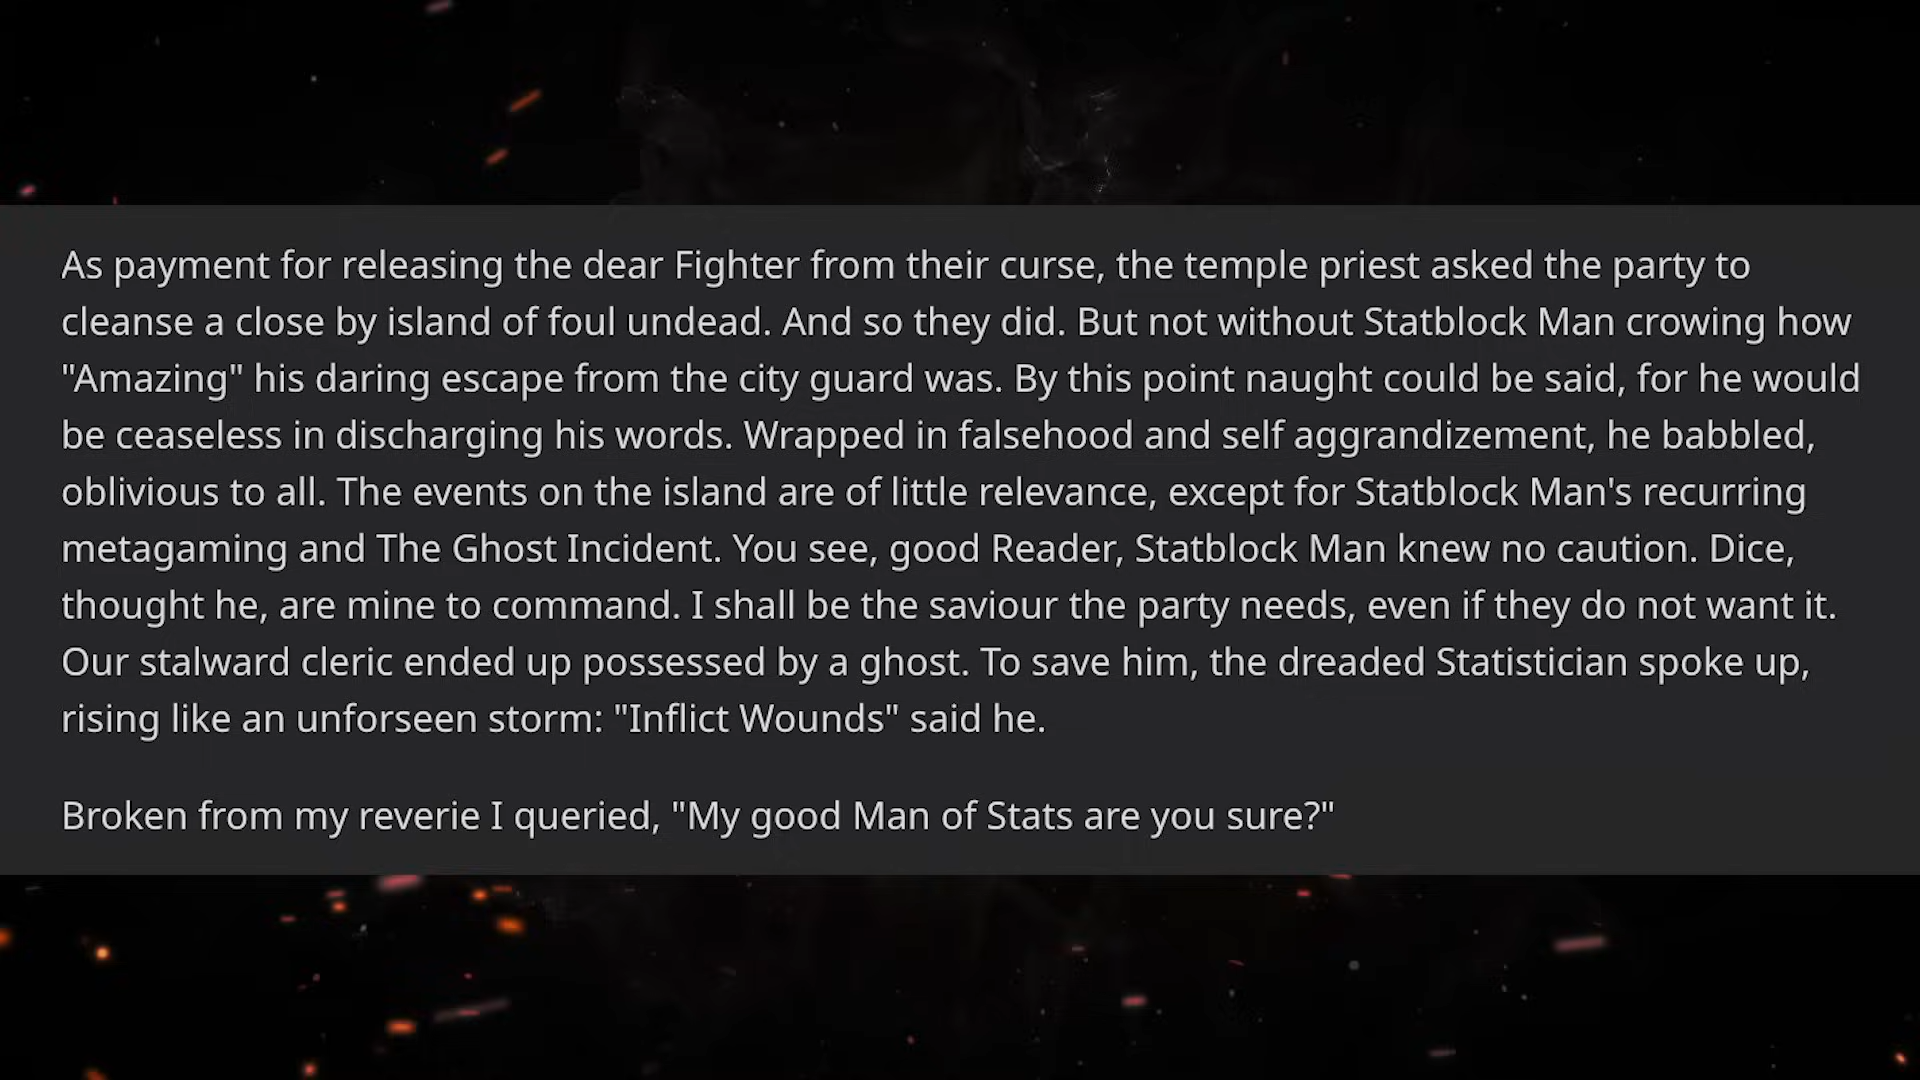 As payment for releasing the dear Fighter from their curse, the temple priest asked the party to
cleanse a close by island of foul undead. And so they did. But not without Statblock Man crowing how
"Amazing" his daring escape from the city guard was. By this point naught could be said, for he would
be ceaseless in discharging his words. Wrapped in falsehood and self aggrandizement, he babbled,
oblivious to all. The events on the island are of little relevance, except for Statblock Man's recurring
metagaming and The Ghost Incident. You see, good Reader, Statblock Man knew no caution. Dice,
thought he, are mine to command. I shall be the saviour the party needs, even if they do not want it.
Our stalward cleric ended up possessed by a ghost. To save him, the dreaded Statistician spoke up,
rising like an unforseen storm: "Inflict Wounds" said he.
Broken from my reverie I queried, "My good Man of Stats are you sure?"